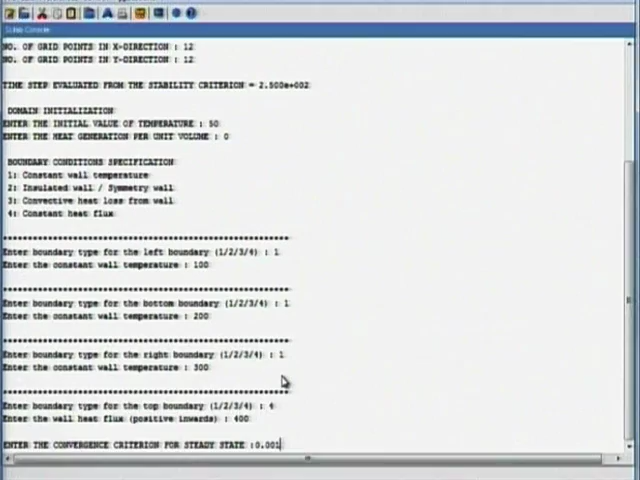 Scilab Console
NO. OF GRID POINTS IN X-DIRECTION : 12
NO. OF GRID POINTS IN Y-DIRECTION : 12
TIME STEP EVALUATED FROM THE STABILITY CRITERION = 2.500e+002
DOMAIN INITIALIZATION
ENTER THE INITIAL VALUE OF TEMPERATURE : 50
ENTER THE HEAT GENERATION PER UNIT VOLUME : 0
BOUNDARY CONDITIONS SPECIFICATION
1: Constant wall temperature
2: Insulated wall / Symmetry wall
3: Convective heat loss from wall
4: Constant heat flux
Enter boundary type for the left boundary (1/2/3/4) : 1
Enter the constant wall temperature : 100
Enter boundary type for the bottom boundary (1/2/3/4) : 1
Enter the constant wall temperature : 200
Enter boundary type for the right boundary (1/2/3/4) : 1
Enter the constant wall temperature : 300
Enter boundary type for the top boundary (1/2/3/4) : 4
Enter the wall heat flux (positive inwards) : 400
ENTER THE CONVERGENCE CRITERION FOR STEADY STATE :0.001